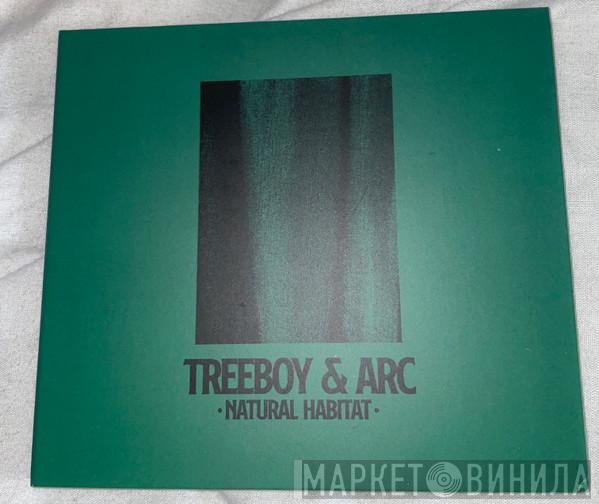 TREEBOY & ARC
• NATURAL HABITAT •
МАРКЕТ ВИНИЛА